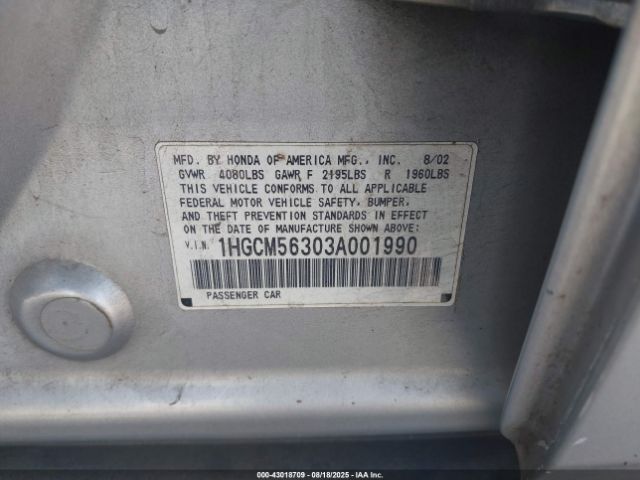 MFD. BY HONDA OF AMERICA MFG., INC. 8/02
GVWR 4080LBS GAWR F 2195LBS R 1960LBS
THIS VEHICLE CONFORMS TO ALL APPLICABLE
FEDERAL MOTOR VEHICLE SAFETY, BUMPER,
AND THEFT PREVENTION STANDARDS IN EFFECT
ON THE DATE OF MANUFACTURE SHOWN ABOVE.
V.I.N. 1HGCM56303A001990
PASSENGER CAR
000-43018709 - 08/18/2025 - IAAI.COM